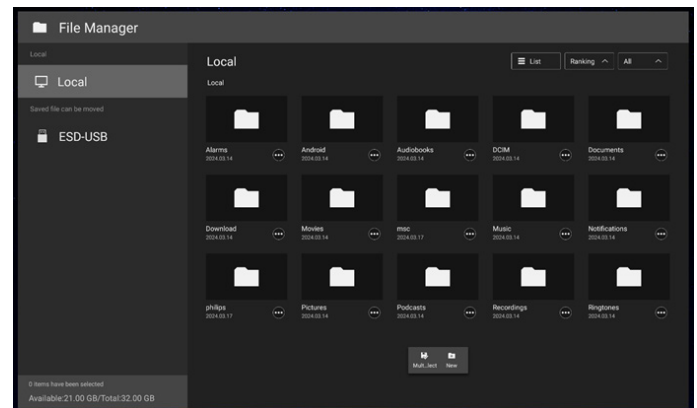 File Manager
Local
Local
Saved file can be moved
ESD-USB
0 items have been selected
Available:21.00 GB/Total:32.00 GB
Local
List
Ranking
All
Local
Alarms
2024.03.14
Android
2024.03.14
Audiobooks
2024.03.14
DCIM
2024.03.14
Documents
2024.03.14
Download
2024.03.14
Movies
2024.03.14
msc
2024.03.17
Music
2024.03.14
Notifications
2024.03.14
philips
2024.03.17
Pictures
2024.03.14
Podcasts
2024.03.14
Recordings
2024.03.14
Ringtones
2024.03.14
Mult...lect
New